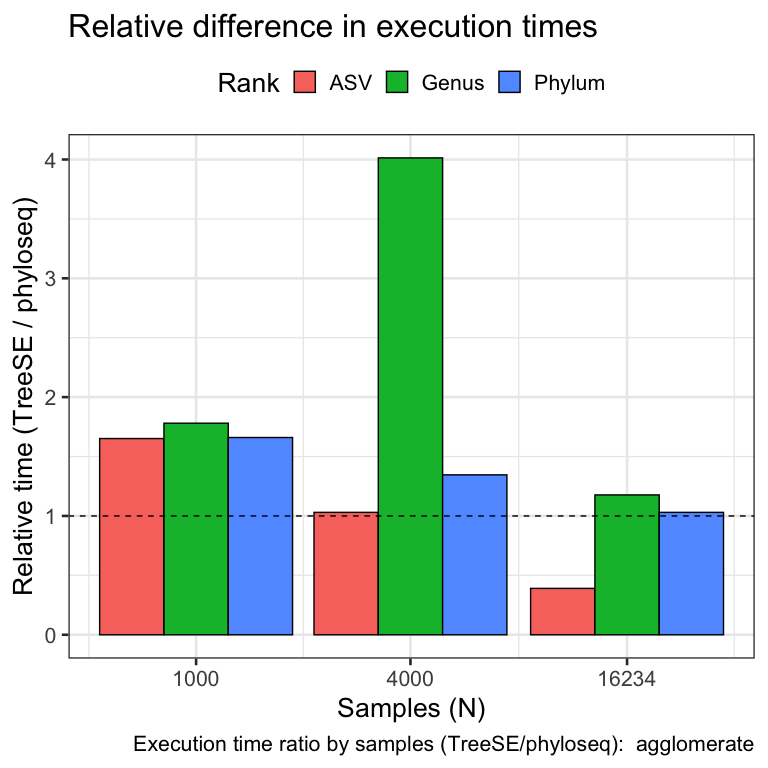 Relative difference in execution times
Rank ASV Genus Phylum
Relative time (TreeSE / phyloseq)
4
3
2
1
0
1000 4000 16234
Samples (N)
Execution time ratio by samples (TreeSE/phyloseq):  agglomerate